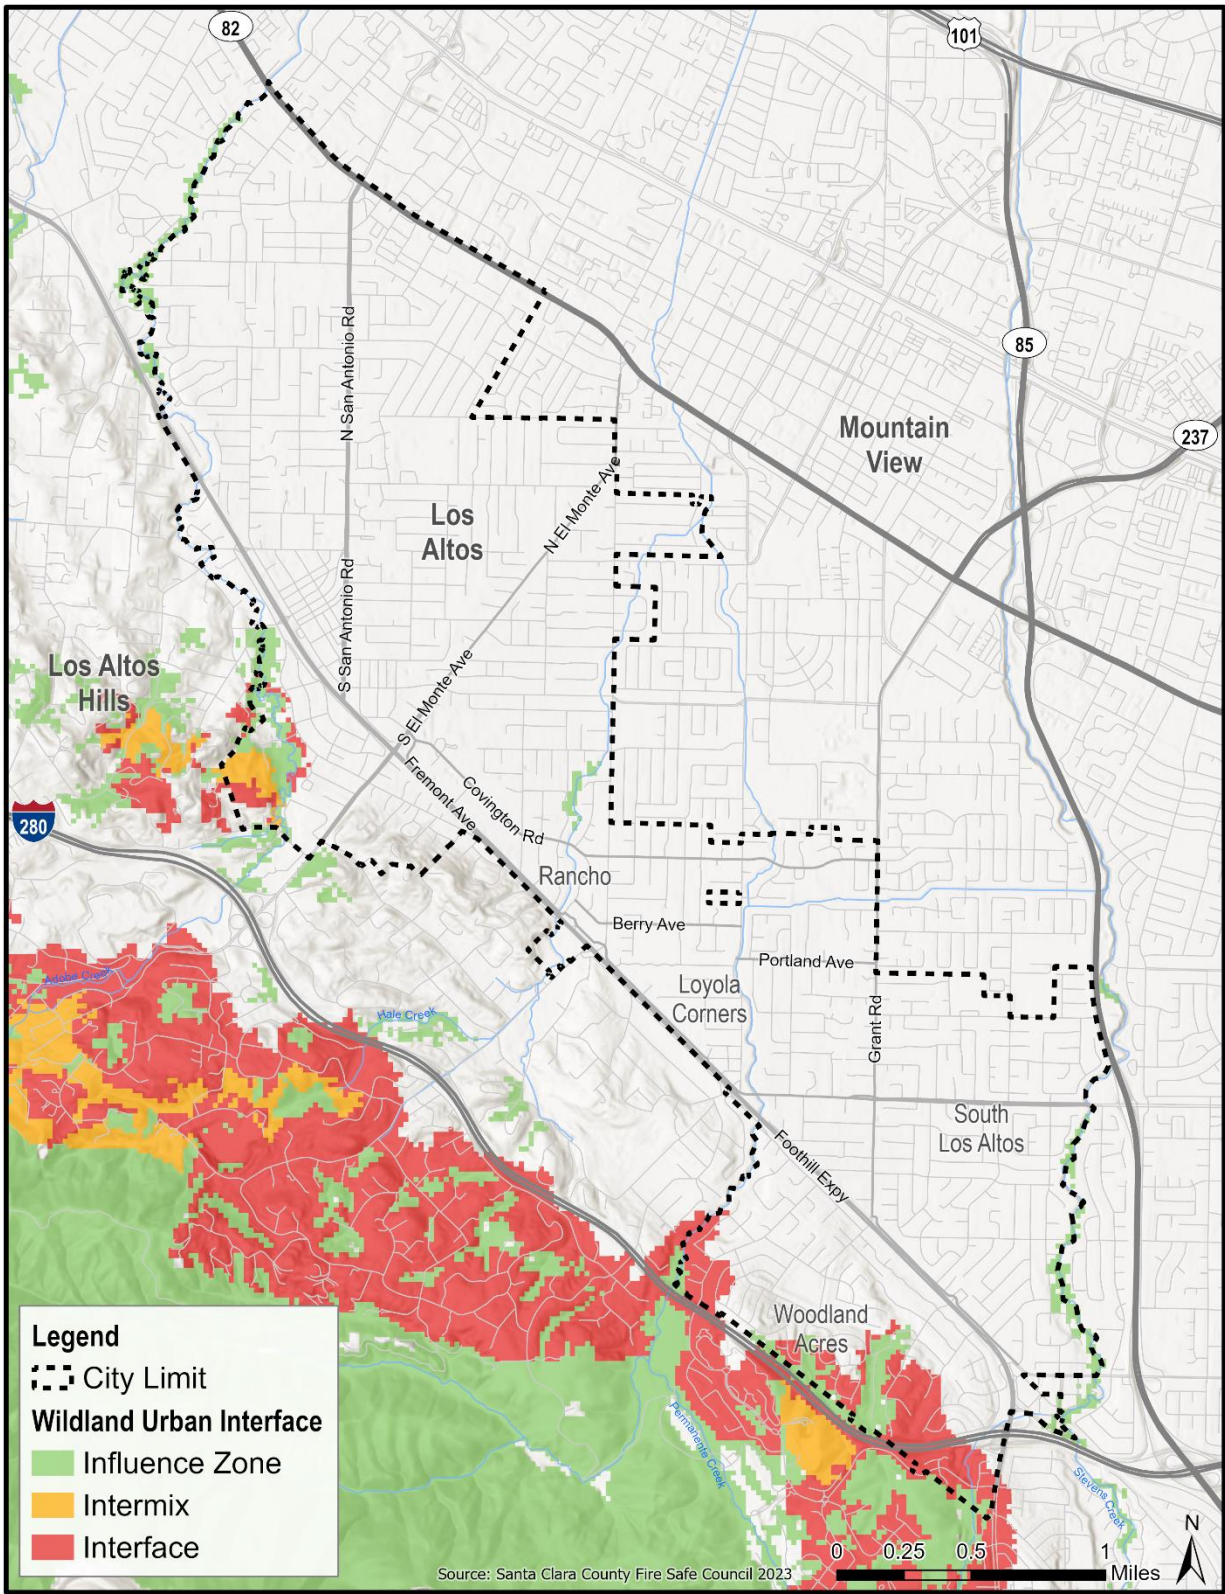 82
101
N San Antonio Rd
85
Mountain
View
237
Los
Altos
N El Monte Ave
S San Antonio Rd
Los Altos
Hills
S El Monte Ave
Fremont Ave
Covington Rd
280
Rancho
Berry Ave
Portland Ave
Adobe Creek
Hale Creek
Loyola
Corners
Grant Rd
South
Los Altos
Foothill Expy
Woodland
Acres
Permanente Creek
Stevens Creek
Legend
City Limit
Wildland Urban Interface
Influence Zone
Intermix
Interface
N
0 0.25 0.5 1
Miles
Source: Santa Clara County Fire Safe Council 2023